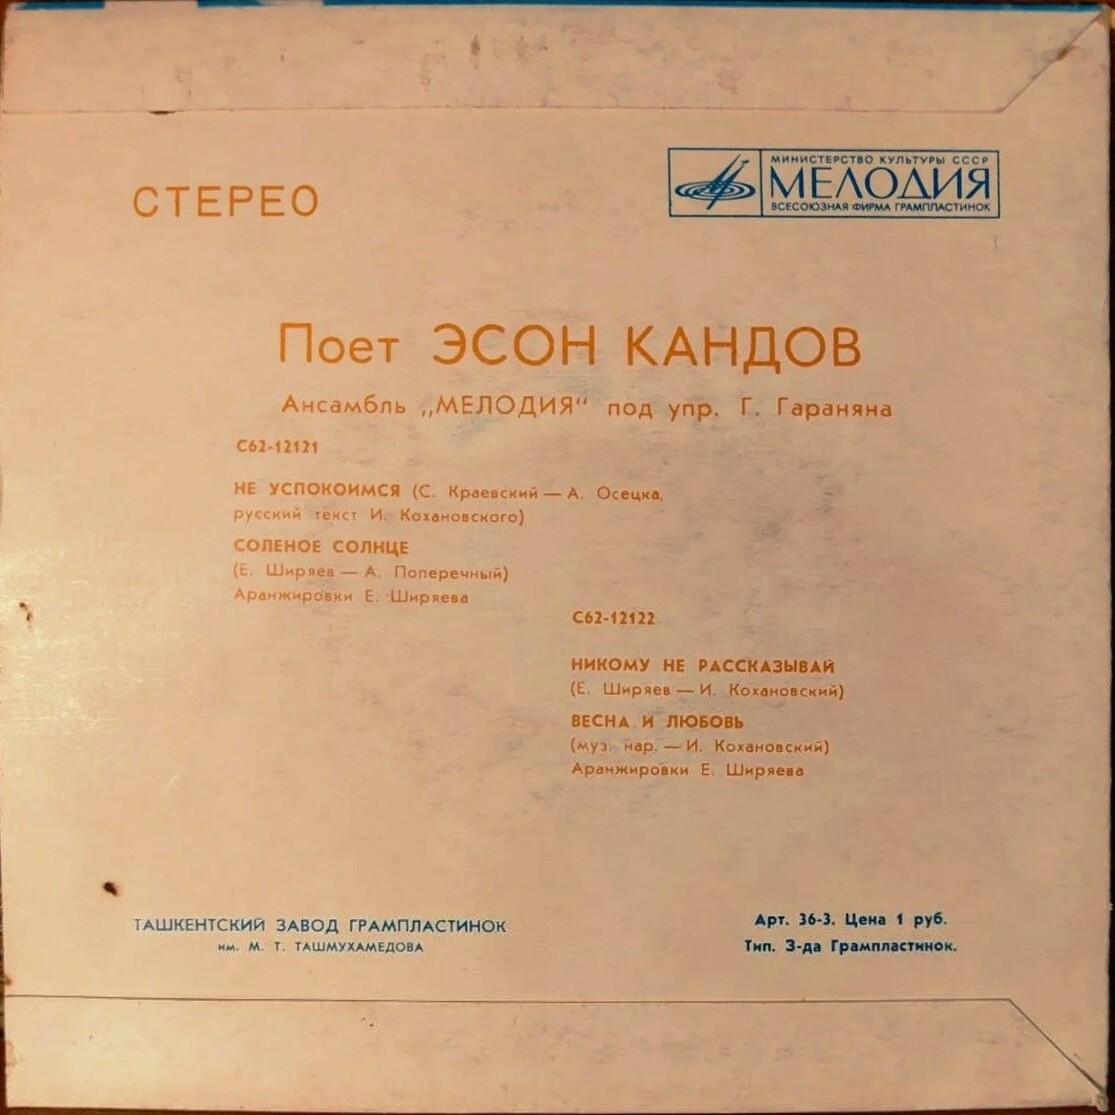 СТЕРЕО
МИНИСТЕРСТВО КУЛЬТУРЫ СССР
МЕЛОДИЯ
ВСЕСОЮЗНАЯ ФИРМА ГРАМПЛАСТИНОК
Поет ЭСОН КАНДОВ
Ансамбль „МЕЛОДИЯ“ под упр. Г. Гараняна
С62-12121
НЕ УСПОКОИМСЯ (С. Краевский — А. Осецка,
русский текст И. Кохановского)
СОЛЕНОЕ СОЛНЦЕ
(Е. Ширяев — А. Поперечный)
Аранжировки Е. Ширяева
С62-12122
НИКОМУ НЕ РАССКАЗЫВАЙ
(Е. Ширяев — И. Кохановский)
ВЕСНА И ЛЮБОВЬ
(муз. нар. — И. Кохановский)
Аранжировки Е. Ширяева
ТАШКЕНТСКИЙ ЗАВОД ГРАМПЛАСТИНОК
им. М. Т. ТАШМУХАМЕДОВА
Арт. 36-3. Цена 1 руб.
Тип. З-да Грампластинок.